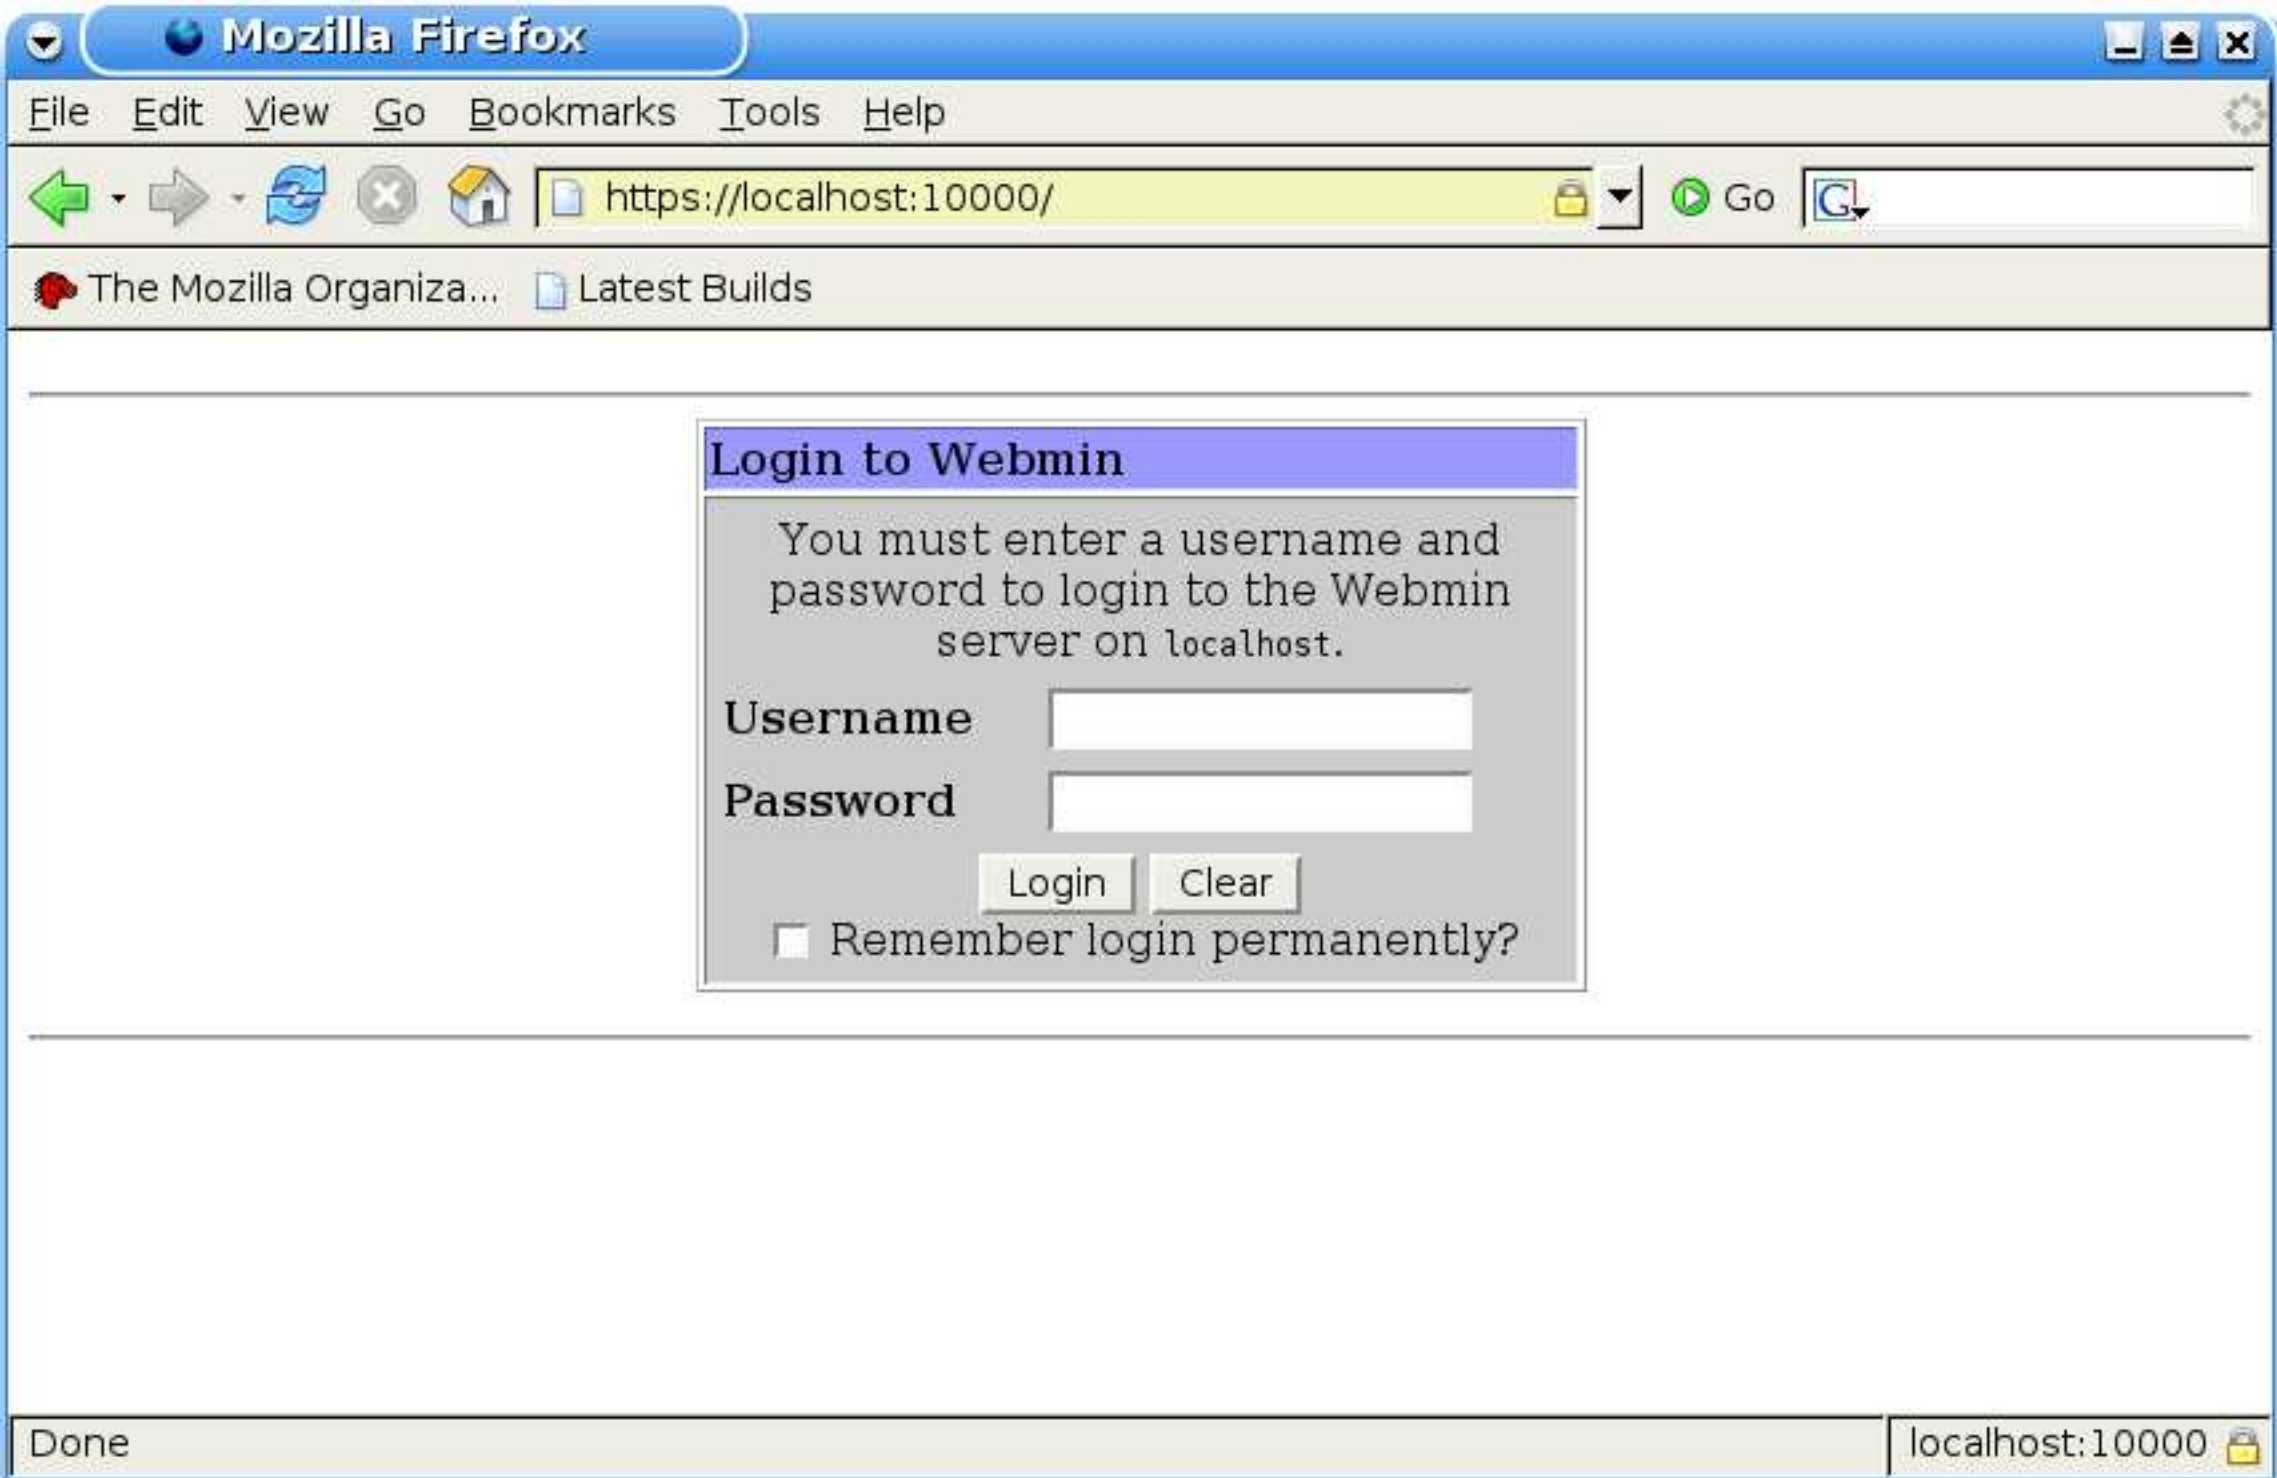 Mozilla Firefox
File Edit View Go Bookmarks Tools Help
https://localhost:10000/ Go G
The Mozilla Organiza... Latest Builds
Login to Webmin
You must enter a username and
password to login to the Webmin
server on localhost.
Username
Password
Login Clear
Remember login permanently?
Done localhost:10000